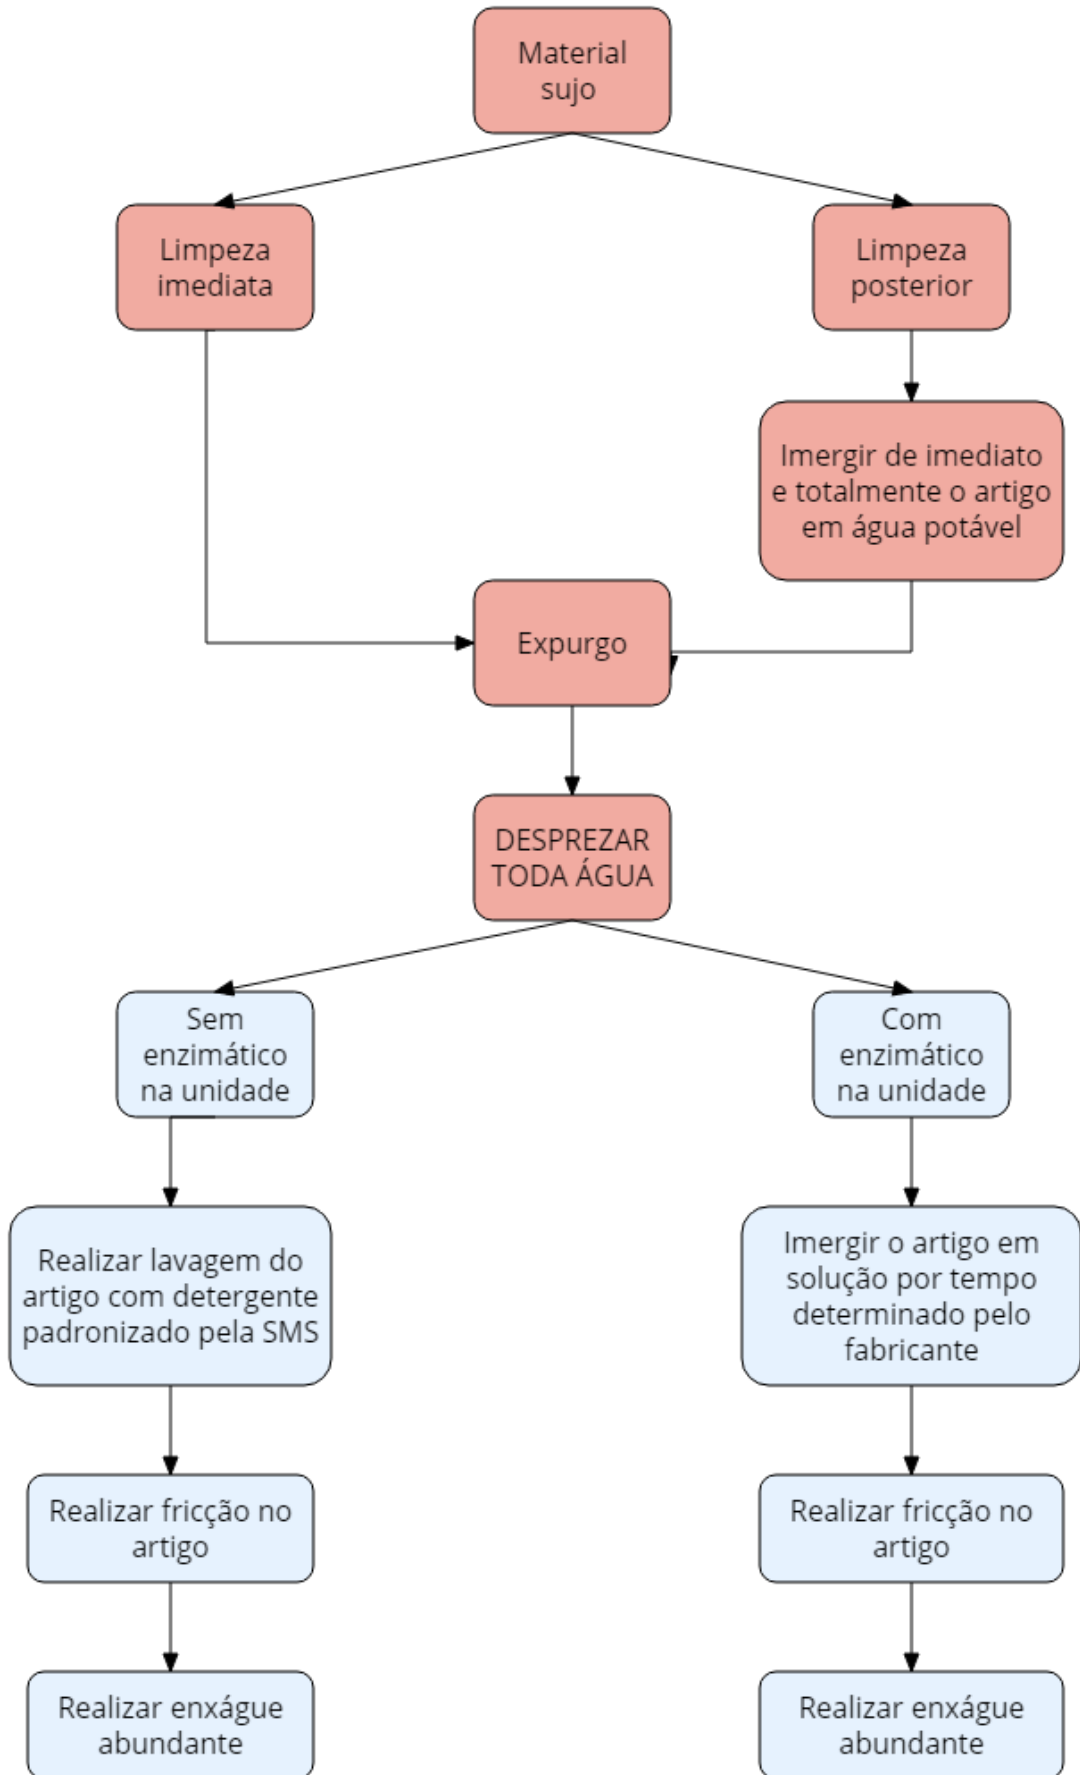 Material
sujo
Limpeza
imediata
Limpeza
posterior
Imergir de imediato
e totalmente o artigo
em água potável
Expurgo
DESPREZAR
TODA ÁGUA
Sem
enzimático
na unidade
Com
enzimático
na unidade
Realizar lavagem do
artigo com detergente
padronizado pela SMS
Imergir o artigo em
solução por tempo
determinado pelo
fabricante
Realizar fricção no
artigo
Realizar fricção no
artigo
Realizar enxágue
abundante
Realizar enxágue
abundante